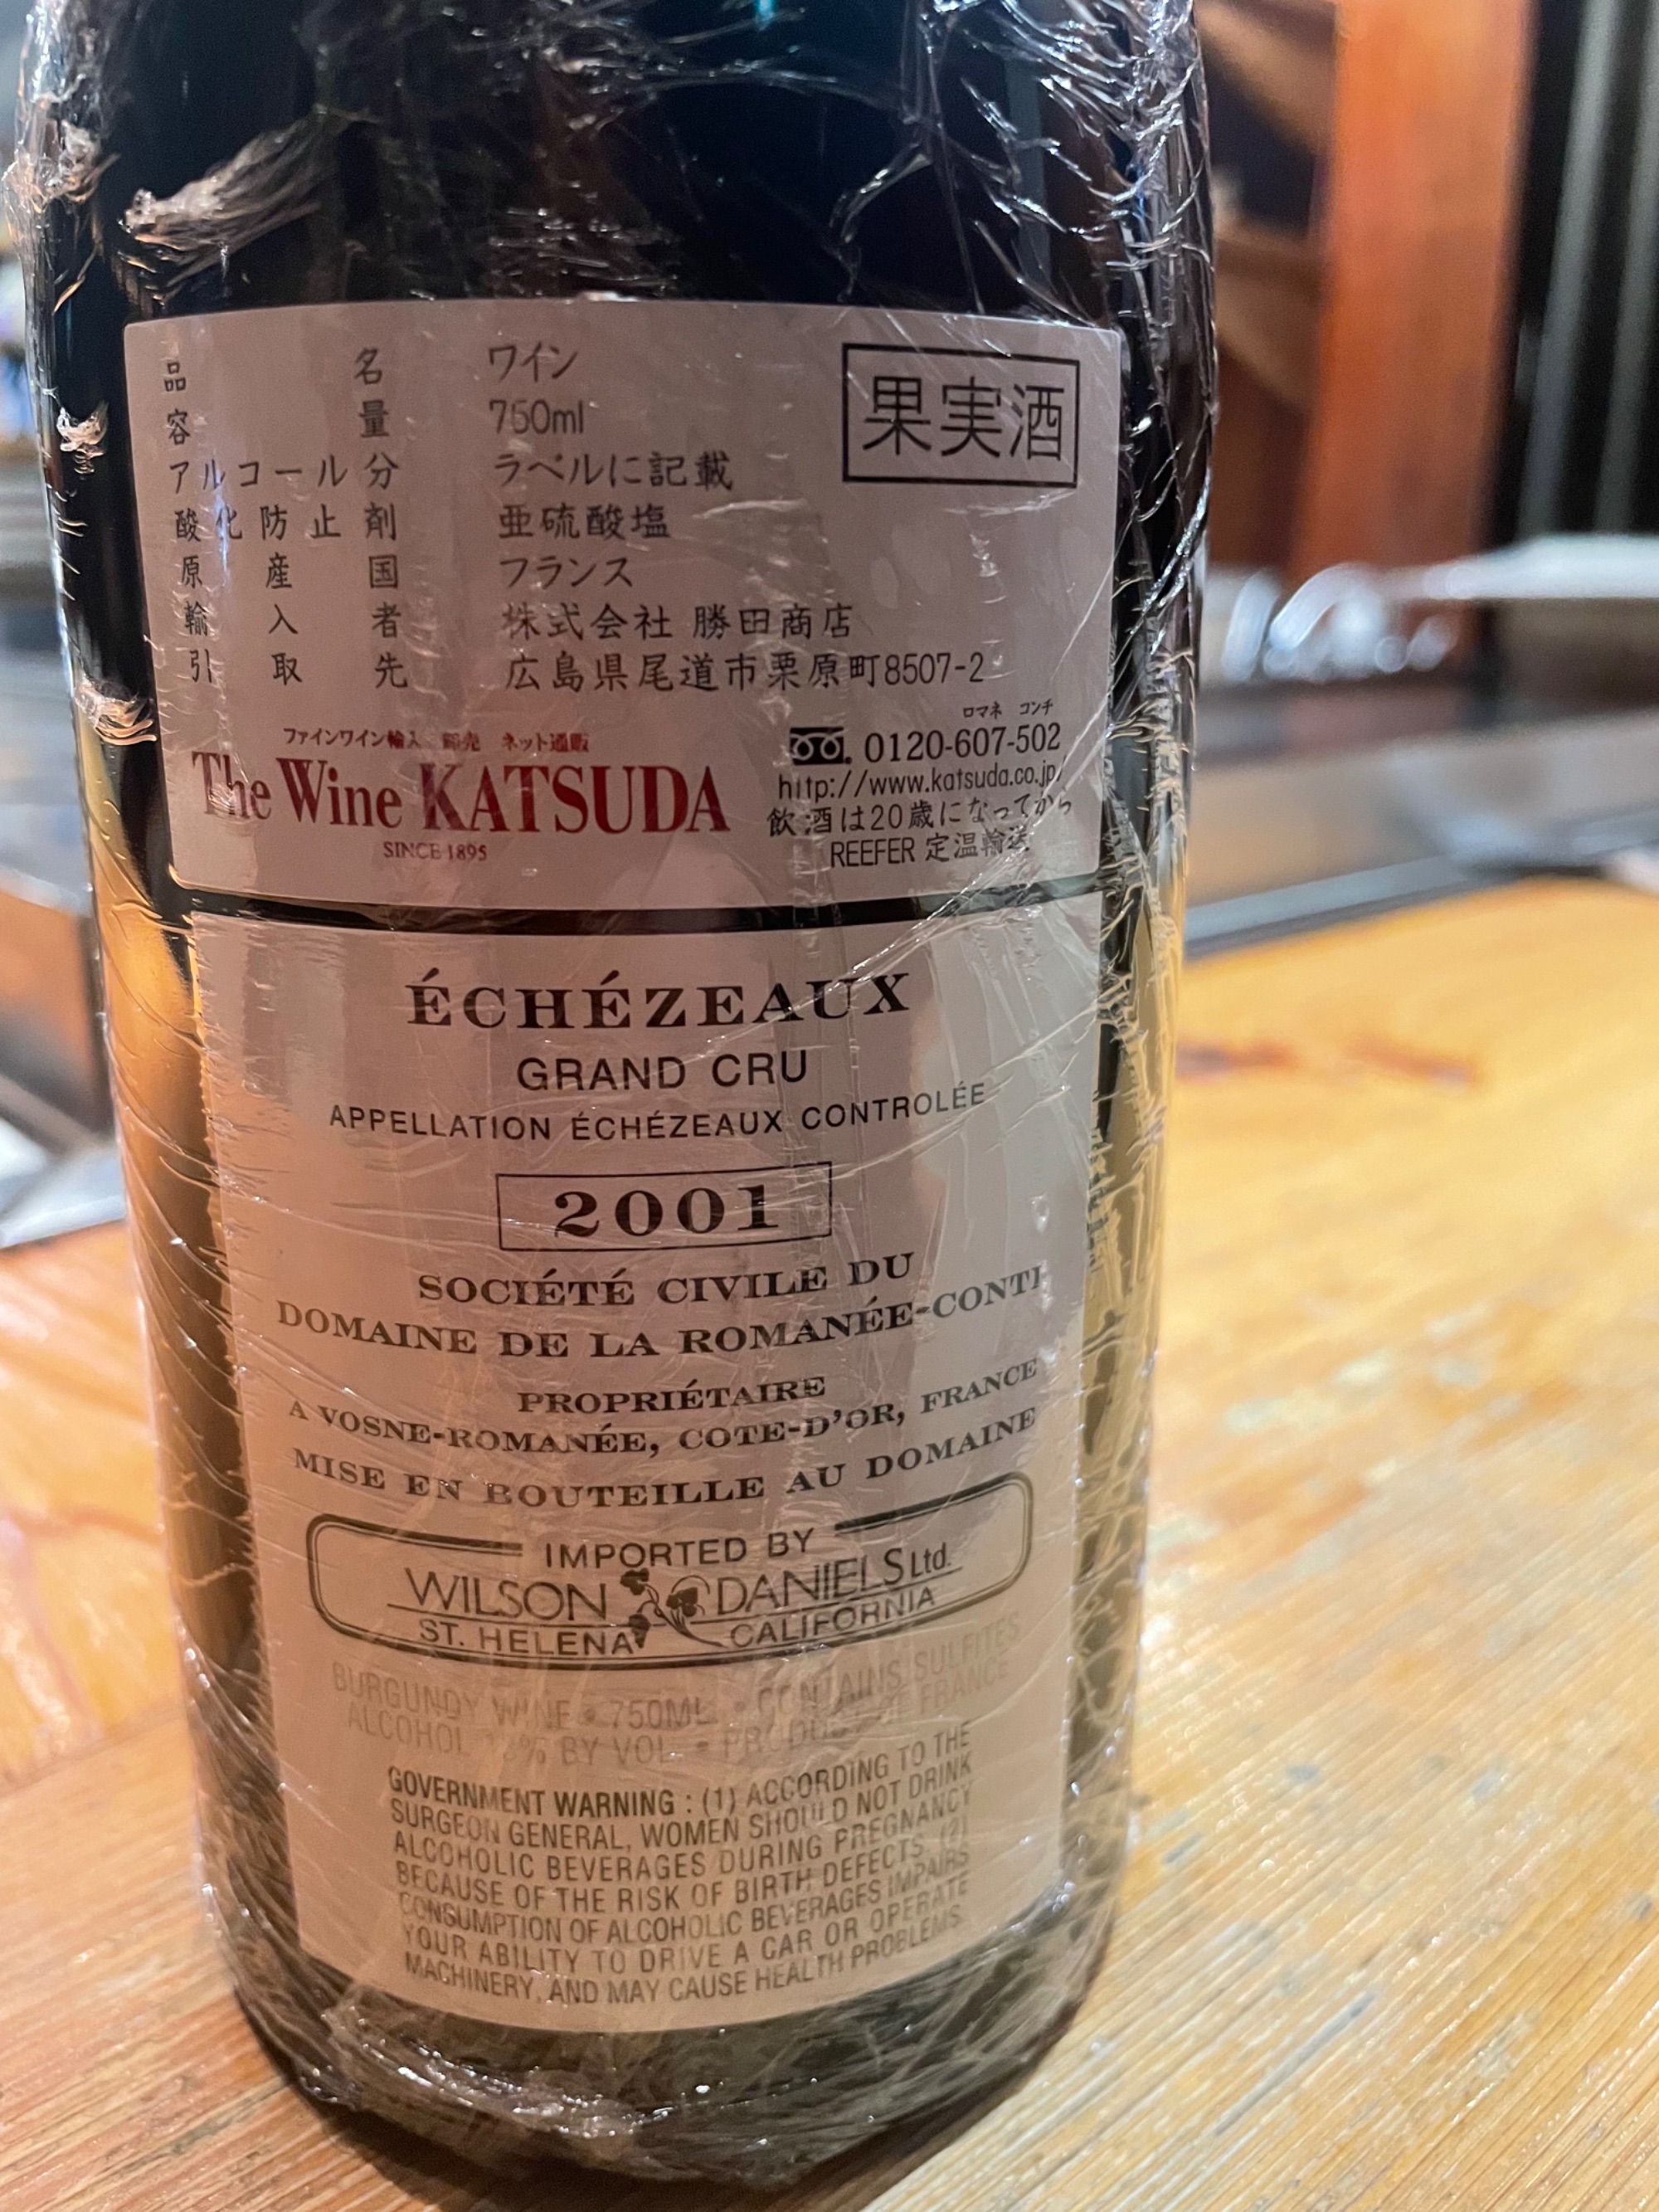 品名 ワイン
果実酒
容量 750ml
アルコール分 ラベルに記載
酸化防止剤 亜硫酸塩
原産国 フランス
輸入者 株式会社 勝田商店
引取先 広島県尾道市栗原町8507-2
ファインワイン輸入 卸売 ネット通販
The Wine KATSUDA
SINCE 1895
ロマネ コンチ
0120-607-502
http://www.katsuda.co.jp/
飲酒は20歳になってから
REEFER 定温輸送
ÉCHÉZEAUX
GRAND CRU
APPELLATION ÉCHÉZEAUX CONTROLÉE
2001
SOCIÉTÉ CIVILE DU
DOMAINE DE LA ROMANÉE-CONTI
PROPRIÉTAIRE
A VOSNE-ROMANÉE, COTE-D'OR, FRANCE
MISE EN BOUTEILLE AU DOMAINE
IMPORTED BY
WILSON DANIELS Ltd.
ST. HELENA CALIFORNIA
BURGUNDY WINE • 750ML • CONTAINS SULFITES
ALCOHOL % BY VOL. • PRODUCT OF FRANCE
GOVERNMENT WARNING : (1) ACCORDING TO THE
SURGEON GENERAL, WOMEN SHOULD NOT DRINK
ALCOHOLIC BEVERAGES DURING PREGNANCY
BECAUSE OF THE RISK OF BIRTH DEFECTS. (2)
CONSUMPTION OF ALCOHOLIC BEVERAGES IMPAIRS
YOUR ABILITY TO DRIVE A CAR OR OPERATE
MACHINERY, AND MAY CAUSE HEALTH PROBLEMS.